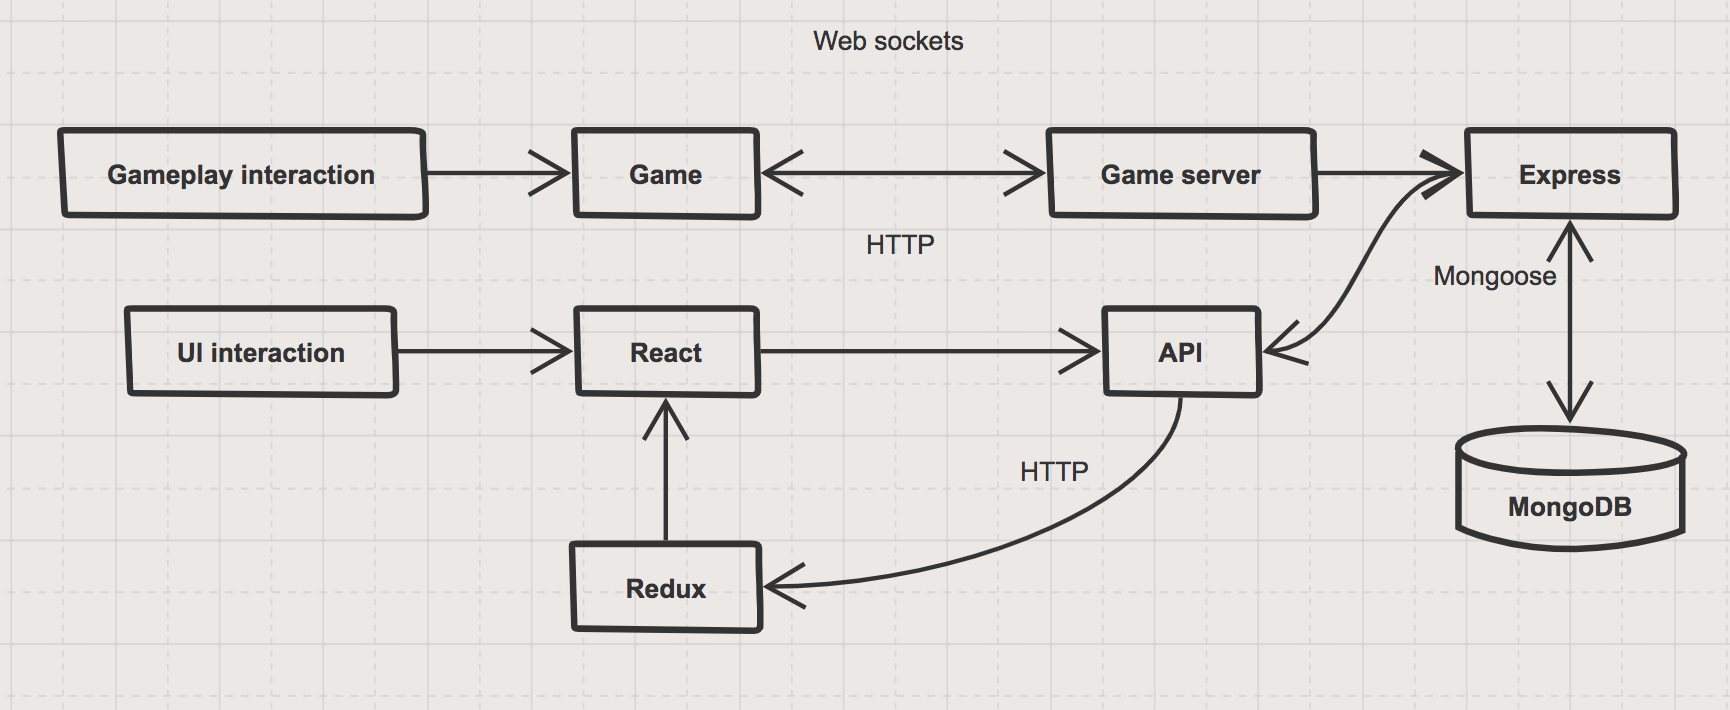 Web sockets
Gameplay interaction
Game
Game server
Express
HTTP
Mongoose
UI interaction
React
API
HTTP
MongoDB
Redux